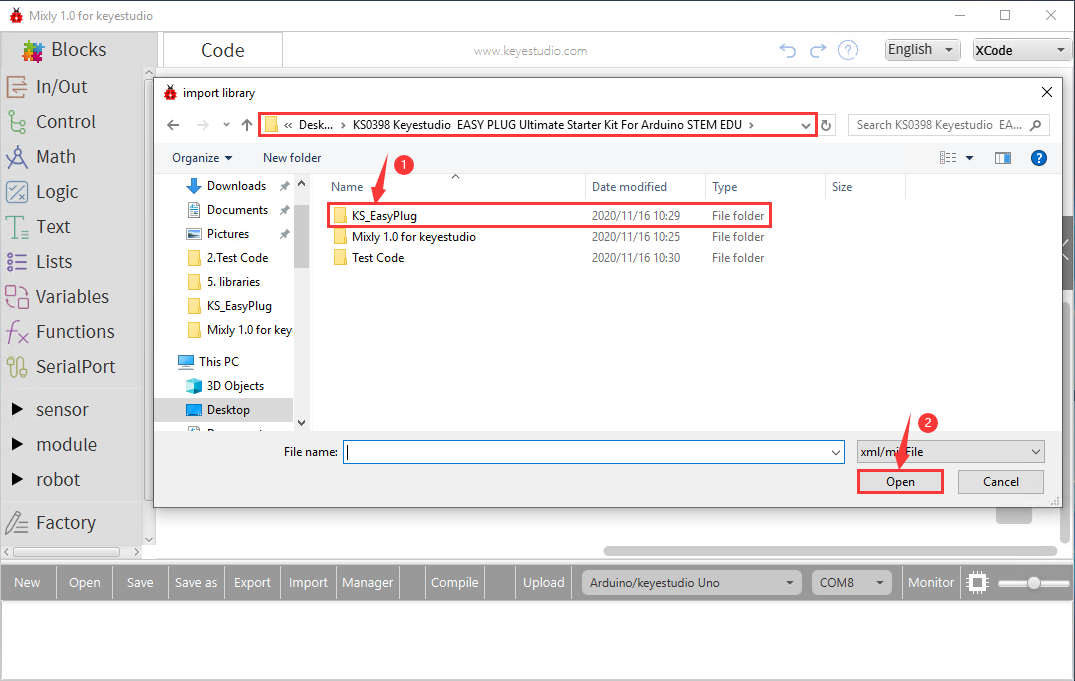 Mixly 1.0 for keyestudio
Blocks
Code
www.keyestudio.com
English
XCode
In/Out
Control
Math
Logic
Text
Lists
Variables
Functions
SerialPort
sensor
module
robot
Factory
import library
« Desk... › KS0398 Keyestudio EASY PLUG Ultimate Starter Kit For Arduino STEM EDU ›
Search KS0398 Keyestudio EA...
Organize
New folder
?
Downloads
Documents
Pictures
2.Test Code
5. libraries
KS_EasyPlug
Mixly 1.0 for key
This PC
3D Objects
Desktop
1
Name Date modified Type Size
KS_EasyPlug 2020/11/16 10:29 File folder
Mixly 1.0 for keyestudio 2020/11/16 10:25 File folder
Test Code 2020/11/16 10:30 File folder
2
File name:
xml/mi File
Open Cancel
New Open Save Save as Export Import Manager Compile Upload Arduino/keyestudio Uno COM8 Monitor